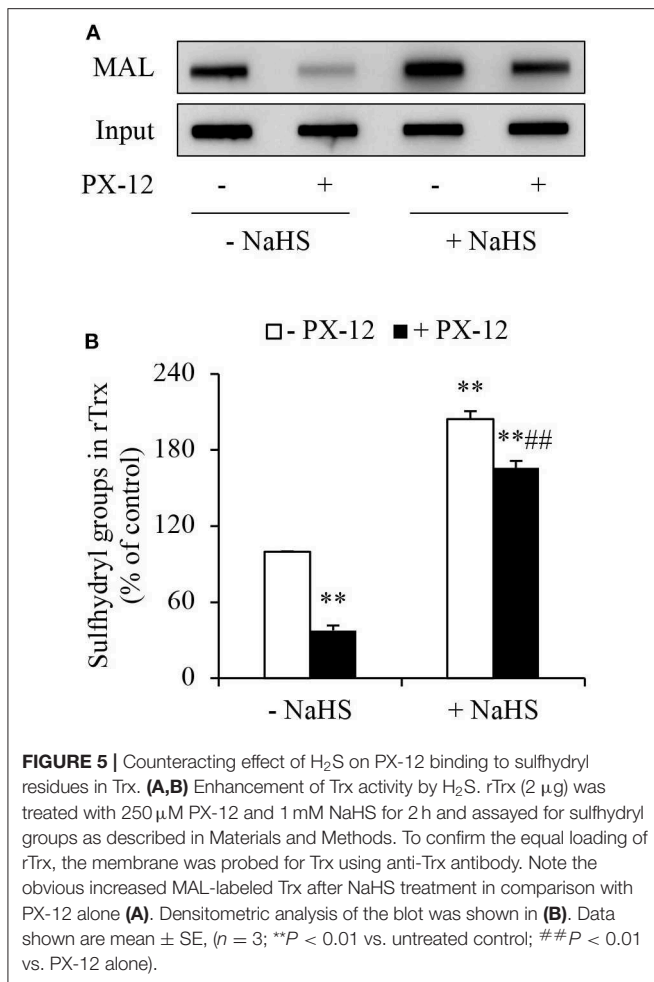 A
MAL
Input
PX-12 - + - +
- NaHS + NaHS
B
- PX-12 + PX-12
Sulfhydryl groups in rTrx
(% of control)
240
180
120
60
0
**
**
**##
- NaHS + NaHS
FIGURE 5 | Counteracting effect of H₂S on PX-12 binding to sulfhydryl
residues in Trx. (A,B) Enhancement of Trx activity by H₂S. rTrx (2 μg) was
treated with 250 μM PX-12 and 1 mM NaHS for 2 h and assayed for sulfhydryl
groups as described in Materials and Methods. To confirm the equal loading of
rTrx, the membrane was probed for Trx using anti-Trx antibody. Note the
obvious increased MAL-labeled Trx after NaHS treatment in comparison with
PX-12 alone (A). Densitometric analysis of the blot was shown in (B). Data
shown are mean ± SE, (n = 3; **P < 0.01 vs. untreated control; ##P < 0.01
vs. PX-12 alone).